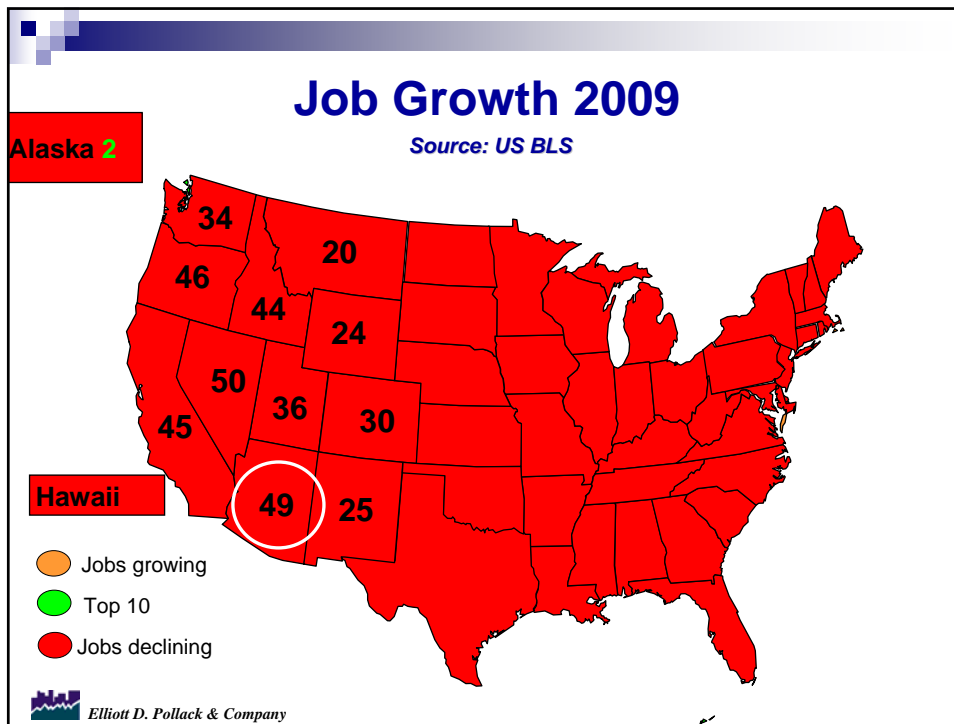 Job Growth 2009
Source: US BLS
Alaska 2
34
20
46
44
24
50
36
30
45
49
25
Hawaii
Jobs growing
Top 10
Jobs declining
Elliott D. Pollack & Company